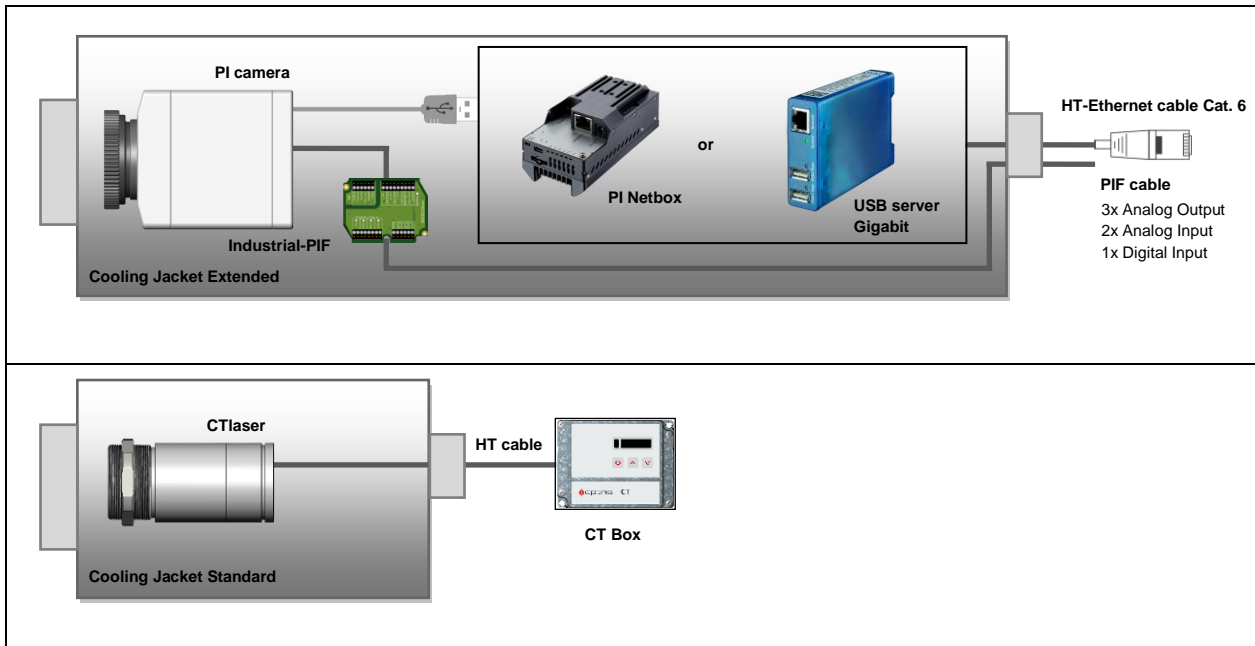 PI camera
HT-Ethernet cable Cat. 6
or
PI Netbox
USB server
Gigabit
PIF cable
3x Analog Output
2x Analog Input
1x Digital Input
Industrial-PIF
Cooling Jacket Extended
CTlaser
HT cable
CT
CT Box
Cooling Jacket Standard